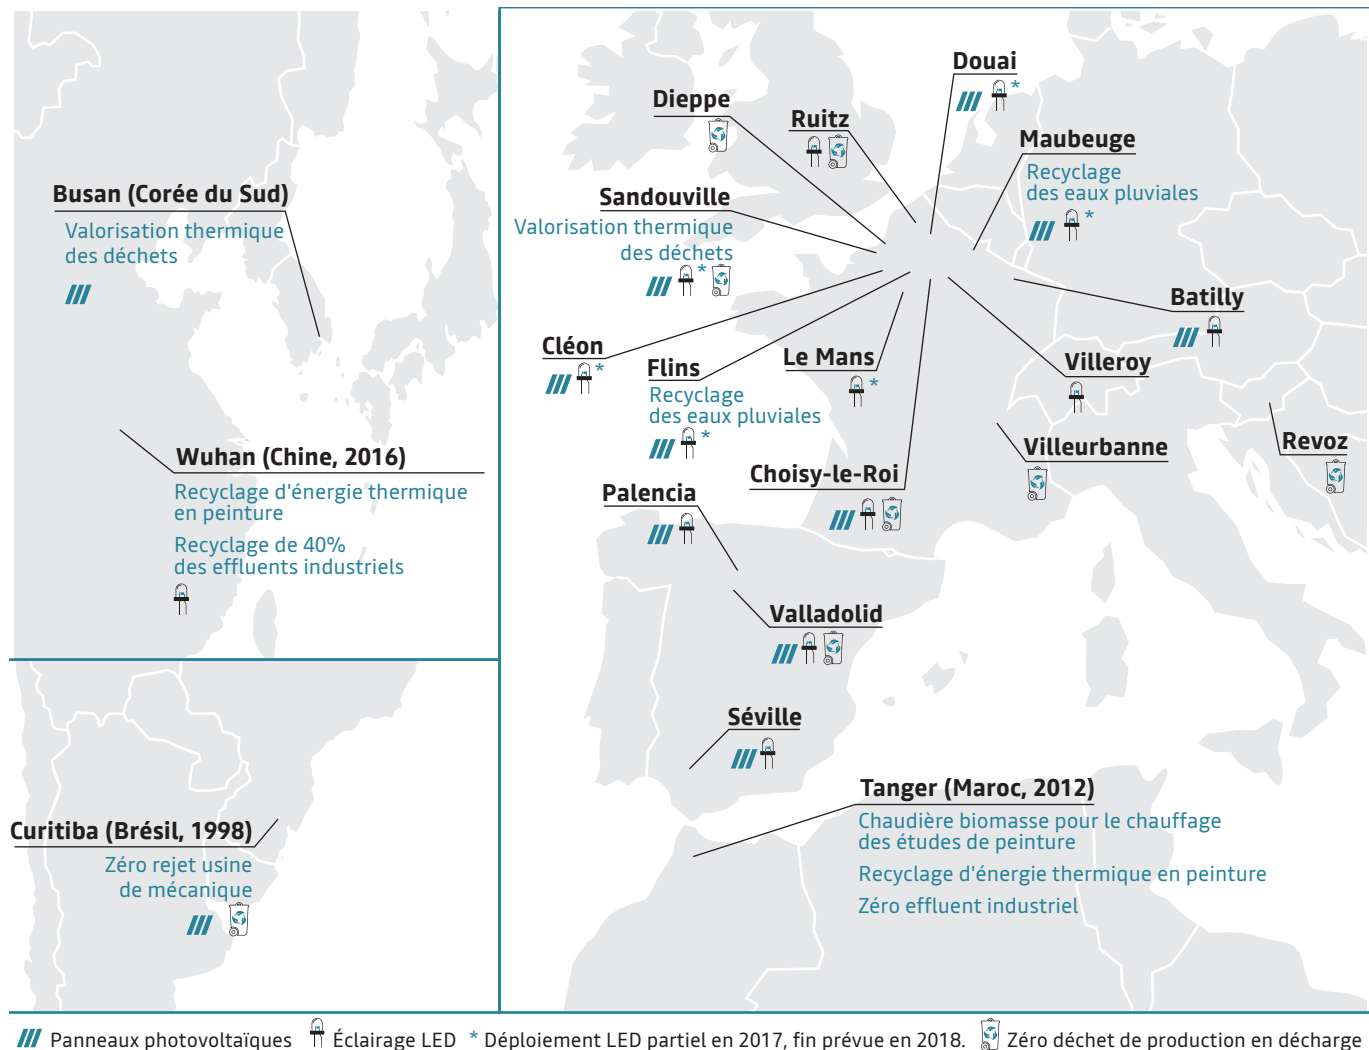 Busan (Corée du Sud)
Valorisation thermique
des déchets
Wuhan (Chine, 2016)
Recyclage d'énergie thermique
en peinture
Recyclage de 40%
des effluents industriels
Curitiba (Brésil, 1998)
Zéro rejet usine
de mécanique
Douai
*
Dieppe
Ruitz
Maubeuge
Recyclage
des eaux pluviales
*
Sandouville
Valorisation thermique
des déchets
*
Batilly
Cléon
*
Flins
Recyclage
des eaux pluviales
*
Le Mans
*
Villeroy
Villeurbanne
Revoz
Choisy-le-Roi
Palencia
Valladolid
Séville
Tanger (Maroc, 2012)
Chaudière biomasse pour le chauffage
des études de peinture
Recyclage d'énergie thermique en peinture
Zéro effluent industriel
Panneaux photovoltaïques Éclairage LED * Déploiement LED partiel en 2017, fin prévue en 2018. Zéro déchet de production en décharge